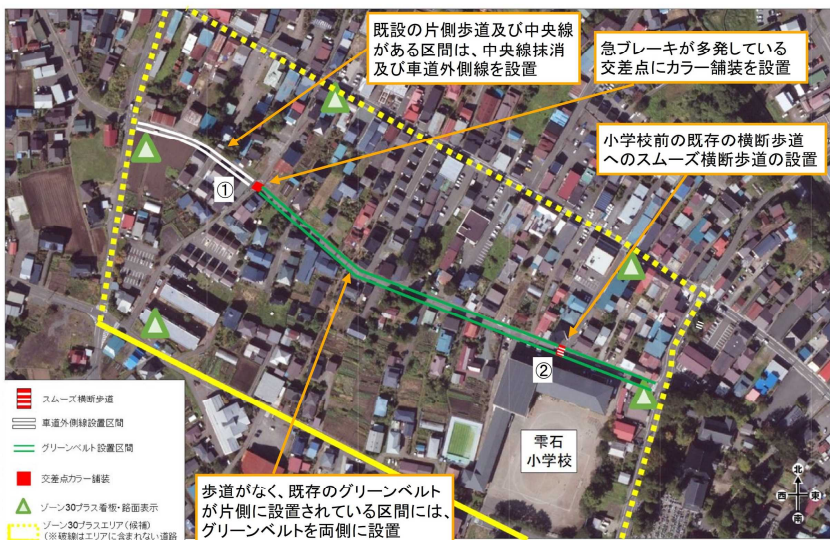 既設の片側歩道及び中央線
がある区間は、中央線抹消
及び車道外側線を設置
急ブレーキが多発している
交差点にカラー舗装を設置
小学校前の既存の横断歩道
へのスムーズ横断歩道の設置
①
②
雫石
小学校
スムーズ横断歩道
車道外側線設置区間
グリーンベルト設置区間
交差点カラー舗装
ゾーン30プラス看板・路面表示
ゾーン30プラスエリア(候補)
(※破線はエリアに含まれない道路
歩道がなく、既存のグリーンベルト
が片側に設置されている区間には、
グリーンベルトを両側に設置
北
西
東
南